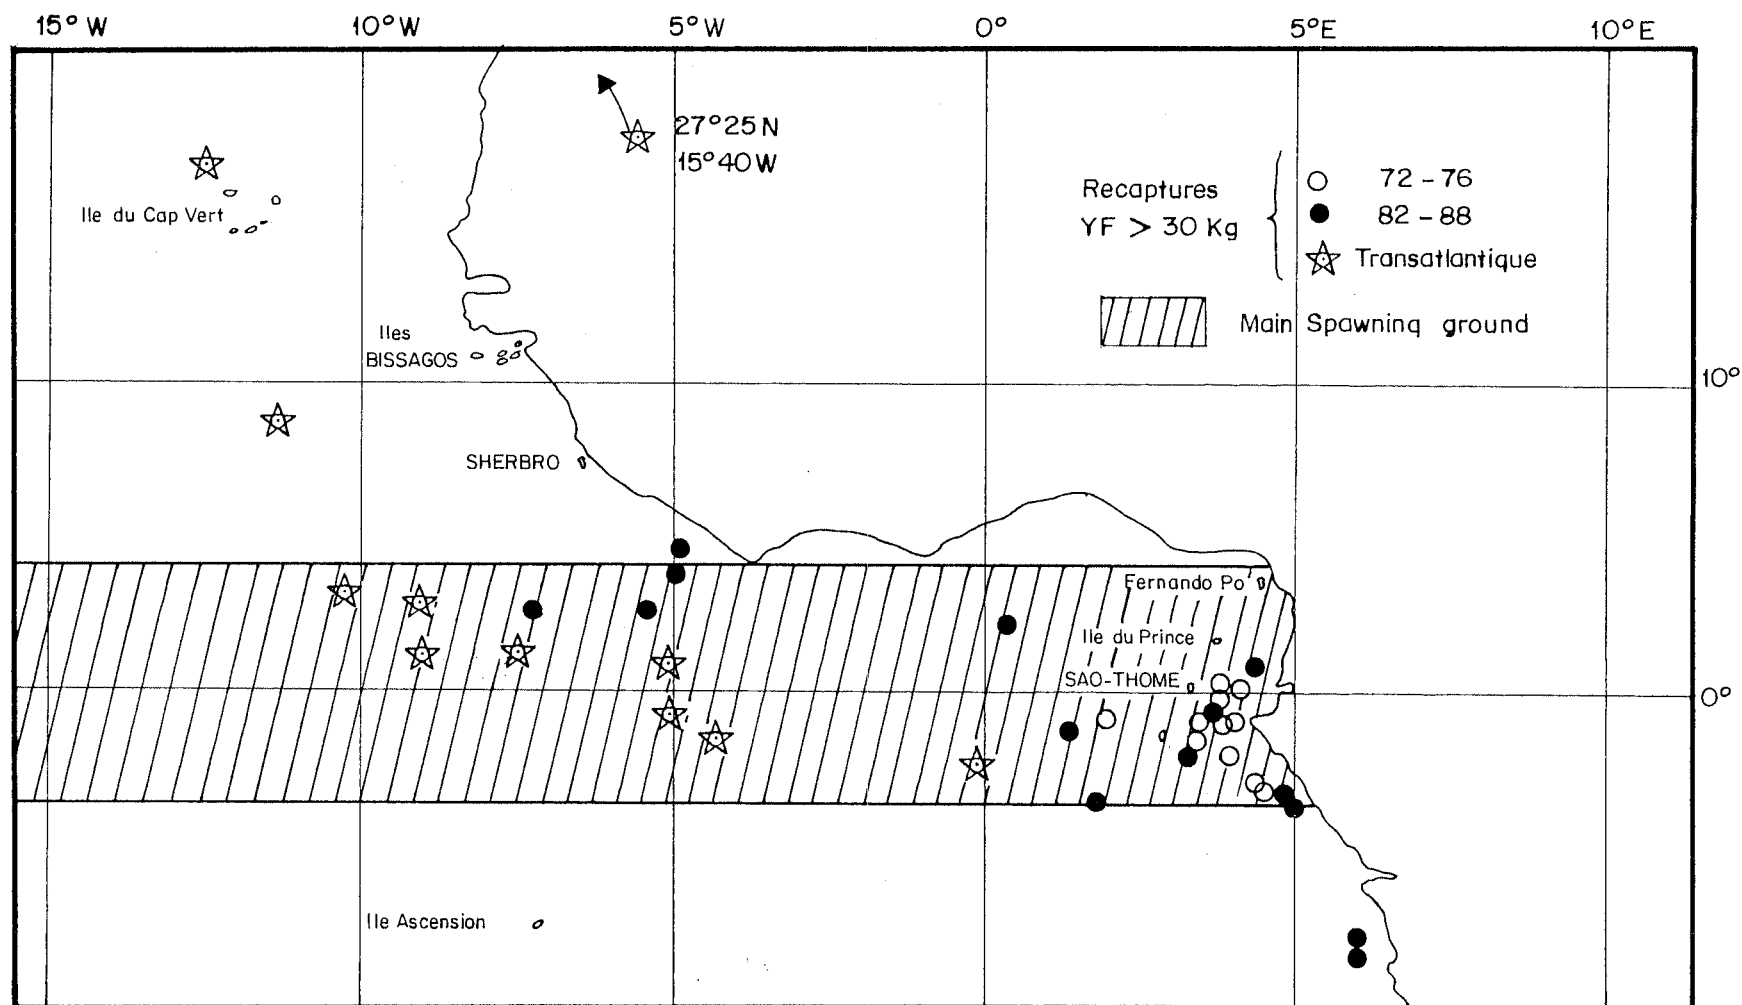 15° W 10° W 5° W 0° 5° E 10° E
27° 25 N
15° 40 W
Recaptures
YF > 30 Kg
72 - 76
82 - 88
Transatlantique
Main Spawning ground
Ile du Cap Vert
Iles
BISSAGOS
10°
SHERBRO
Fernando Po'
Ile du Prince
SAO-THOME
0°
Ile Ascension